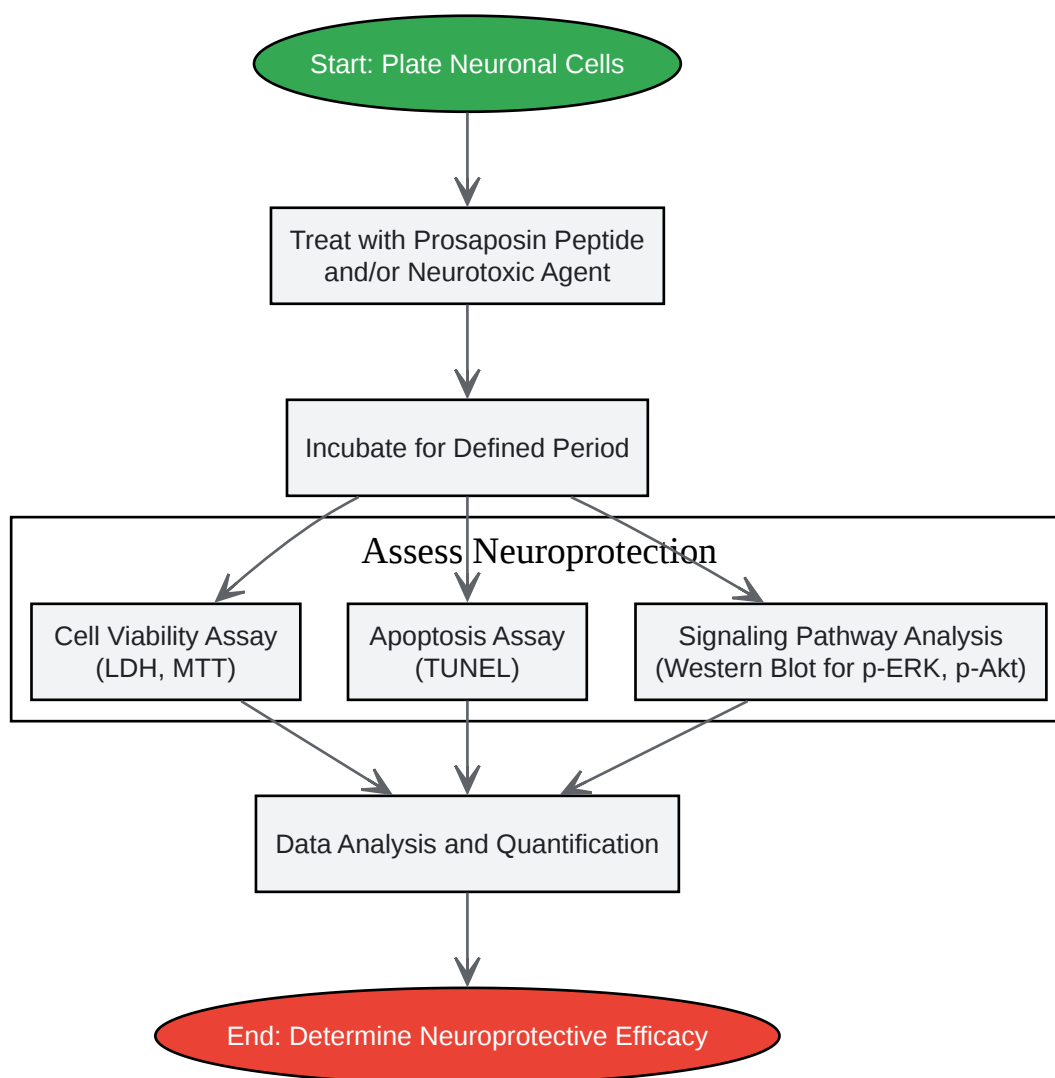 Start: Plate Neuronal Cells
Treat with Prosaposin Peptide
and/or Neurotoxic Agent
Incubate for Defined Period
Assess Neuroprotection
Cell Viability Assay
(LDH, MTT)
Apoptosis Assay
(TUNEL)
Signaling Pathway Analysis
(Western Blot for p-ERK, p-Akt)
Data Analysis and Quantification
End: Determine Neuroprotective Efficacy